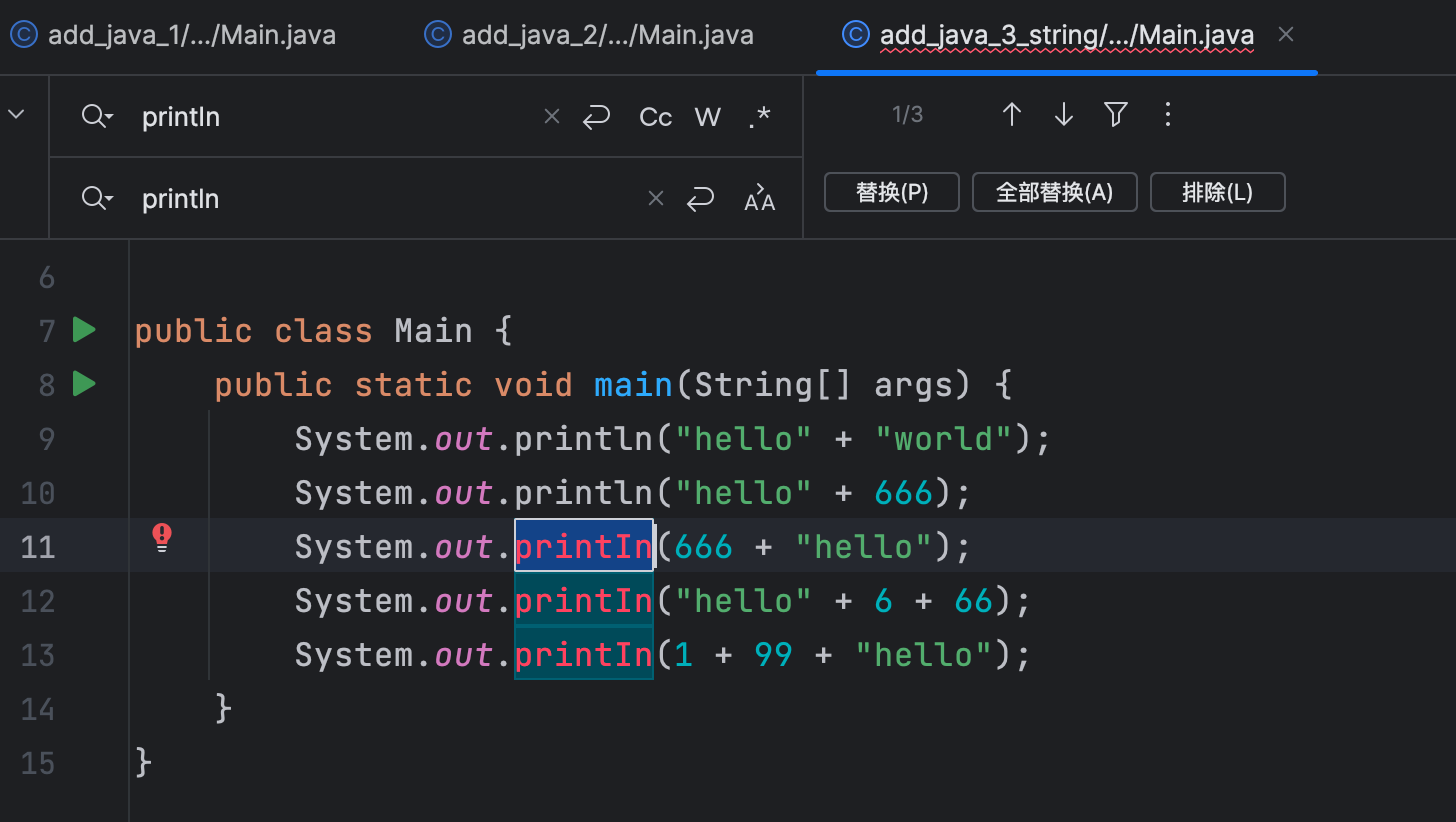 add_java_1/.../Main.java
add_java_2/.../Main.java
add_java_3_string/.../Main.java
printIn
Cc W .*
1/3
println
AA
替换(P)
全部替换(A)
排除(L)
6
7 public class Main {
8 public static void main(String[] args) {
9 System.out.println("hello" + "world");
10 System.out.println("hello" + 666);
11 System.out.printIn(666 + "hello");
12 System.out.printIn("hello" + 6 + 66);
13 System.out.printIn(1 + 99 + "hello");
14 }
15 }